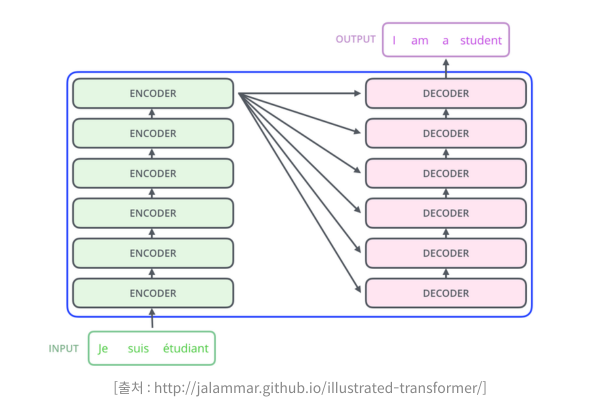 OUTPUT I am a student
ENCODER DECODER
ENCODER DECODER
ENCODER DECODER
ENCODER DECODER
ENCODER DECODER
ENCODER DECODER
INPUT Je suis étudiant
[출처 : http://jalammar.github.io/illustrated-transformer/]